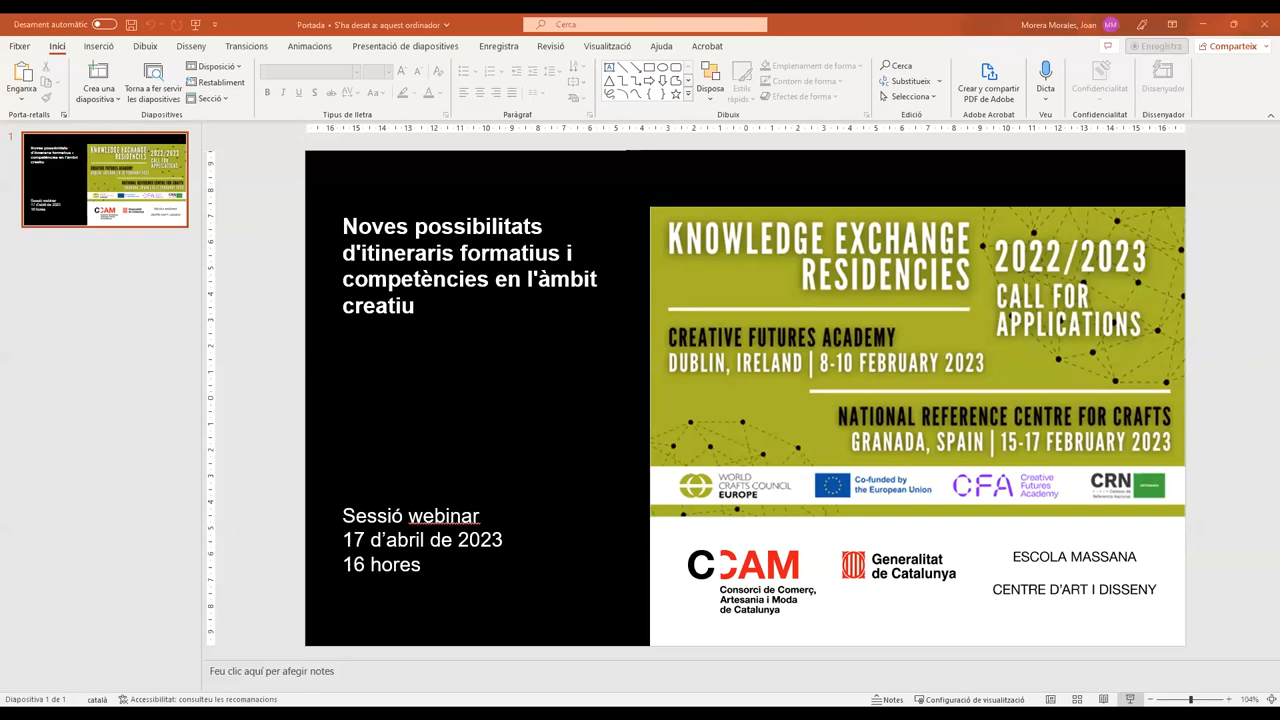 Desament automàtic
Portada - S'ha desat a: aquest ordinador
Cerca
Morera Morales, Joan
MM
Fitxer
Inici
Inserció
Dibuix
Disseny
Transicions
Animacions
Presentació de diapositives
Enregistra
Revisió
Visualització
Ajuda
Acrobat
Enregistra
Comparteix
Enganxa
Crea una
diapositiva
Torna a fer servir
les diapositives
Disposició
Restabliment
Secció
Disposa
Estils
ràpids
Emplenament de forma
Contorn de forma
Efectes de forma
Cerca
Substitueix
Selecciona
Crear y compartir
PDF de Adobe
Dicta
Confidencialitat
Dissenyador
Porta-retalls
Diapositives
Tipus de lletra
Paràgraf
Dibuix
Edició
Adobe Acrobat
Veu
Confidencialitat
Dissenyador
1
Noves possibilitats
d'itineraris formatius i
competències en l'àmbit
creatiu
Sessió webinar
17 d’abril de 2023
16 hores
KNOWLEDGE EXCHANGE
RESIDENCIES
2022/2023
CALL FOR
APPLICATIONS
CREATIVE FUTURES ACADEMY
DUBLIN, IRELAND | 8-10 FEBRUARY 2023
NATIONAL REFERENCE CENTRE FOR CRAFTS
GRANADA, SPAIN | 15-17 FEBRUARY 2023
WORLD
CRAFTS COUNCIL
EUROPE
Co-funded by
the European Union
CFA
Creative
Futures
Academy
CRN
CCAM
Consorci de Comerç,
Artesania i Moda
de Catalunya
Generalitat
de Catalunya
ESCOLA MASSANA
CENTRE D’ART I DISSENY
Feu clic aquí per afegir notes
Diapositiva 1 de 1
català
Accessibilitat: consulteu les recomanacions
Notes
Configuració de visualització
104%